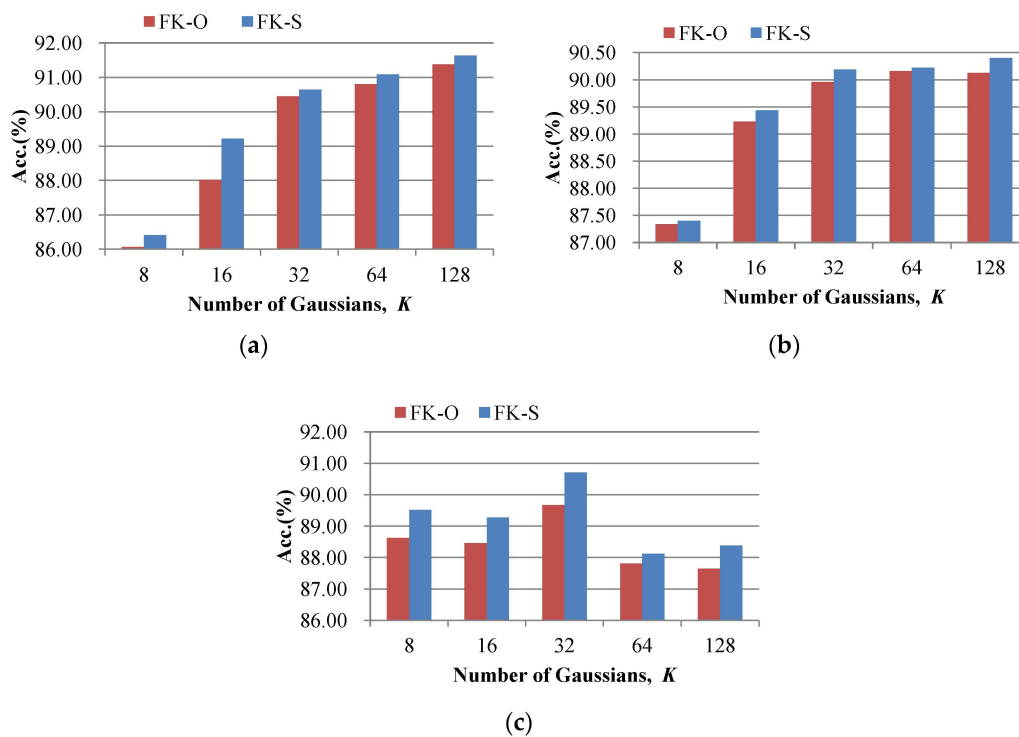 FK-O FK-S
92.00
91.00
90.00
89.00
88.00
87.00
86.00
Acc.(%)
8 16 32 64 128
Number of Gaussians, K
(a)
FK-O FK-S
90.50
90.00
89.50
89.00
88.50
88.00
87.50
87.00
Acc.(%)
8 16 32 64 128
Number of Gaussians, K
(b)
FK-O FK-S
92.00
91.00
90.00
89.00
88.00
87.00
86.00
Acc.(%)
8 16 32 64 128
Number of Gaussians, K
(c)